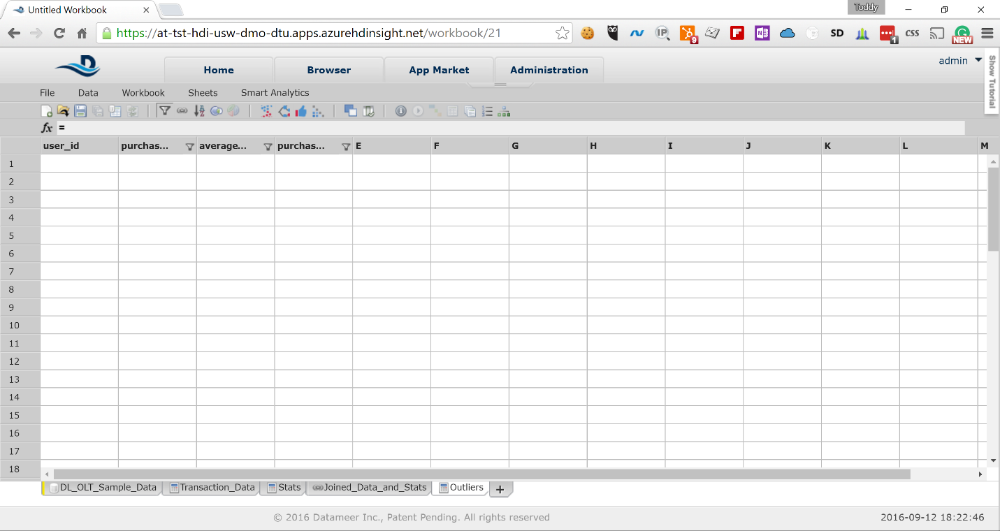 Untitled Workbook
Toddy
https://at-tst-hdi-usw-dmo-dtu.apps.azurehdinsight.net/workbook/21
IP 9 F N SD 1 CSS NEW
D Home Browser App Market Administration admin
Show Tutorial
File Data Workbook Sheets Smart Analytics
fx =
user_id purchas... average... purchas... E F G H I J K L M
1
2
3
4
5
6
7
8
9
10
11
12
13
14
15
16
17
18
DL_OLT_Sample_Data Transaction_Data Stats Joined_Data_and_Stats Outliers +
© 2016 Datameer Inc., Patent Pending. All rights reserved 2016-09-12 18:22:46